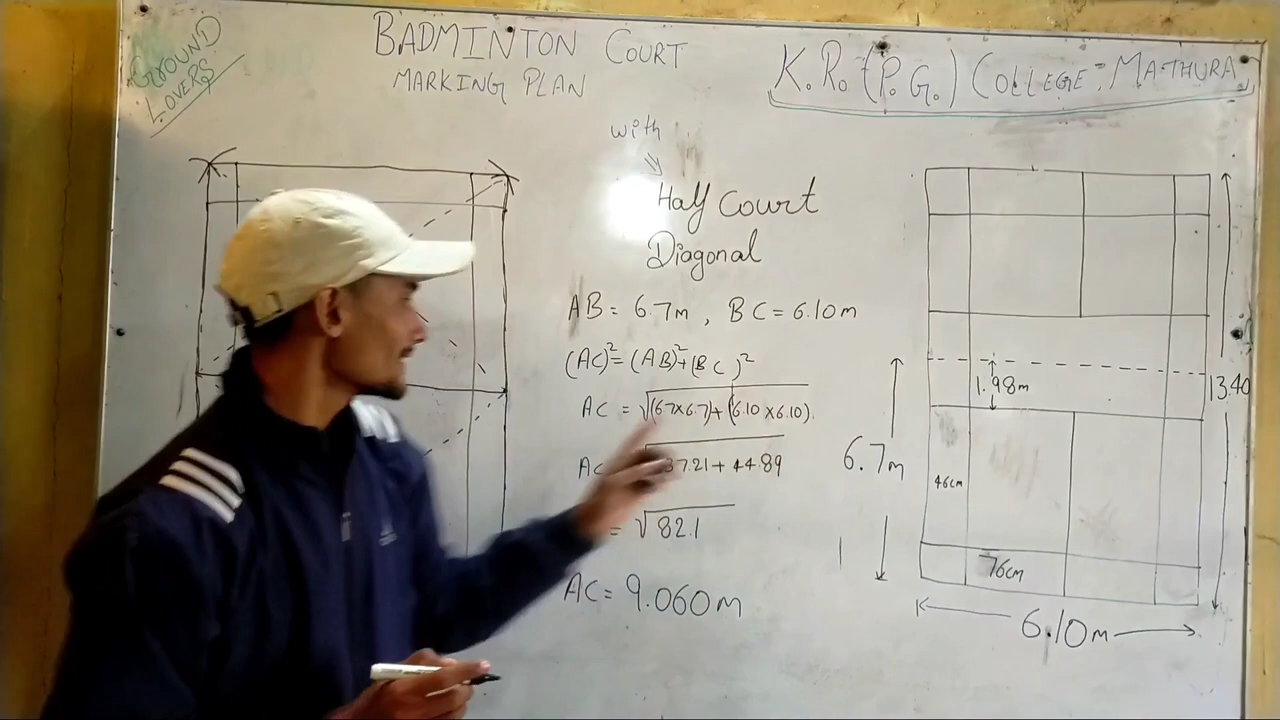 GROUND
LOVERS
BADMINTON COURT
MARKING PLAN
K.R. (P.G.) COLLEGE: MATHURA
with
Half Court
Diagonal
AB = 6.7m , BC = 6.10m
(AC)² = (AB)² + (BC)²
AC = √(6.7×6.7)+(6.10×6.10).
AC 37.21 + 44.89
= √82.1
AC = 9.060m
1.98m
13.40
6.7m
46cm
76cm
6.10m